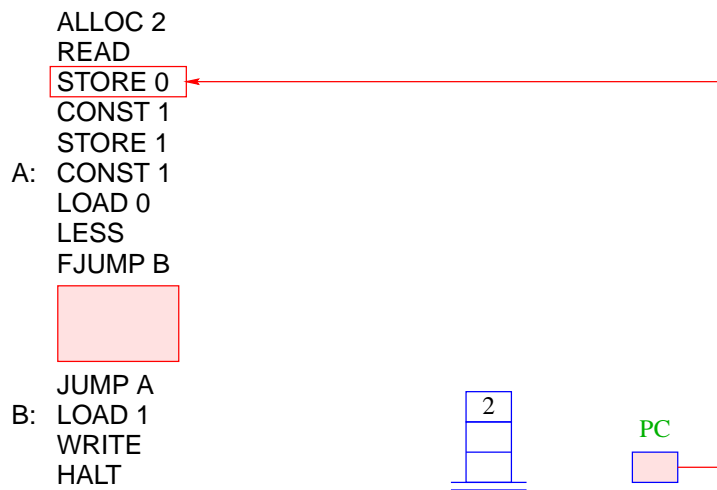 ALLOC 2
READ
STORE 0
CONST 1
STORE 1
A: CONST 1
LOAD 0
LESS
FJUMP B
JUMP A
B: LOAD 1
WRITE
HALT
2
PC